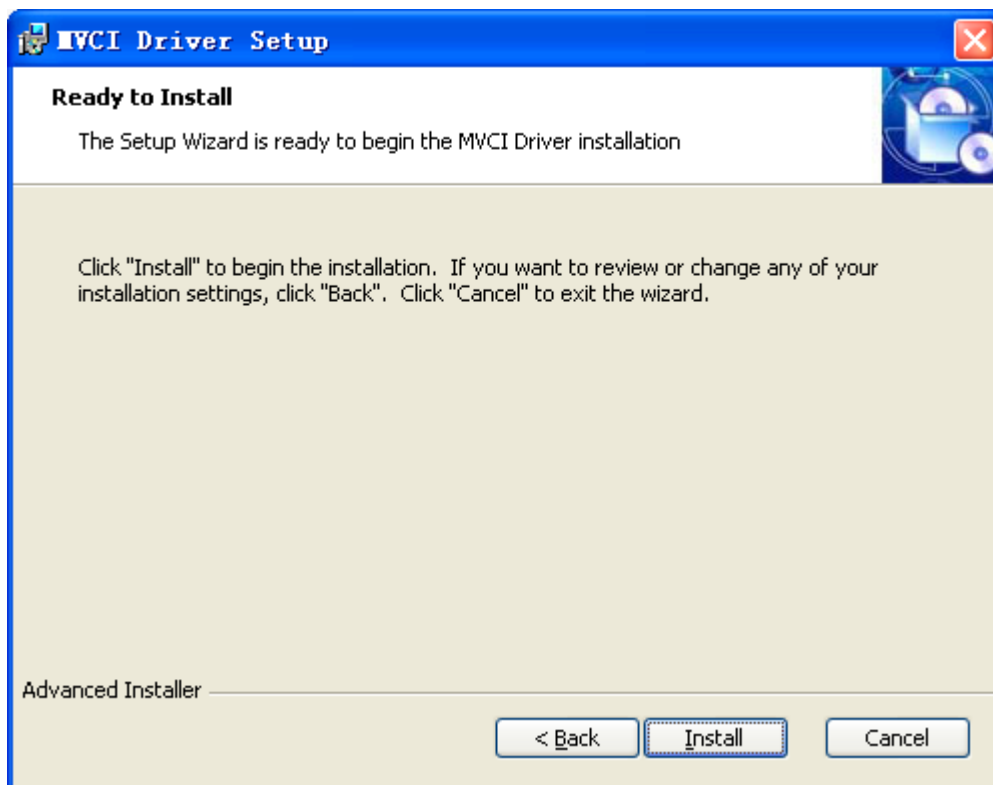 MVCI Driver Setup
Ready to Install
The Setup Wizard is ready to begin the MVCI Driver installation
Click "Install" to begin the installation.  If you want to review or change any of your
installation settings, click "Back".  Click "Cancel" to exit the wizard.
Advanced Installer
< Back
Install
Cancel